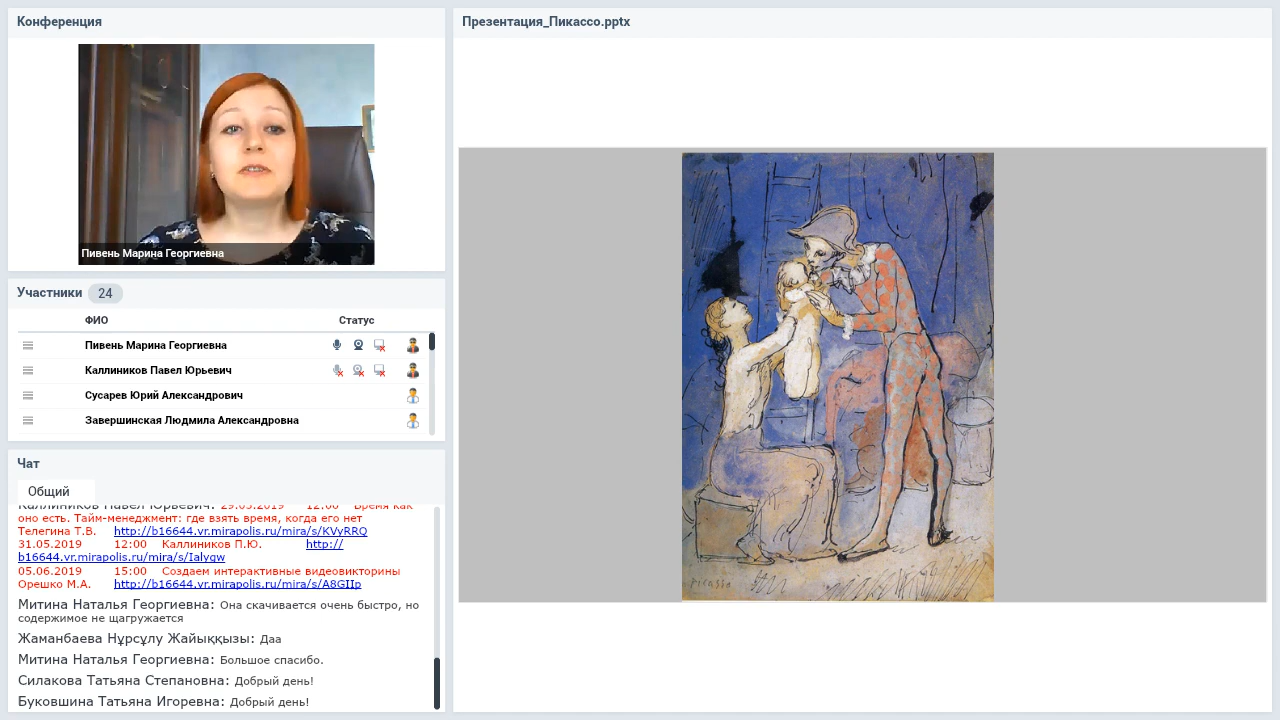 Конференция
Пивень Марина Георгиевна
Участники 24
ФИО Статус
Пивень Марина Георгиевна
Каллиников Павел Юрьевич
Сусарев Юрий Александрович
Завершинская Людмила Александровна
Чат
Общий
Каллиников Павел Юрьевич: 29.05.2019 12:00 Время как
оно есть. Тайм-менеджмент: где взять время, когда его нет
Телегина Т.В. http://b16644.vr.mirapolis.ru/mira/s/KVyRRQ
31.05.2019 12:00 Каллиников П.Ю. http://
b16644.vr.mirapolis.ru/mira/s/Ialyqw
05.06.2019 15:00 Создаем интерактивные видеовикторины
Орешко М.А. http://b16644.vr.mirapolis.ru/mira/s/A8GIIp
Митина Наталья Георгиевна: Она скачивается очень быстро, но
содержимое не щагружается
Жаманбаева Нұрсұлу Жайыққызы: Даа
Митина Наталья Георгиевна: Большое спасибо.
Силакова Татьяна Степановна: Добрый день!
Буковшина Татьяна Игоревна: Добрый день!
Презентация_Пикассо.pptx
Picasso